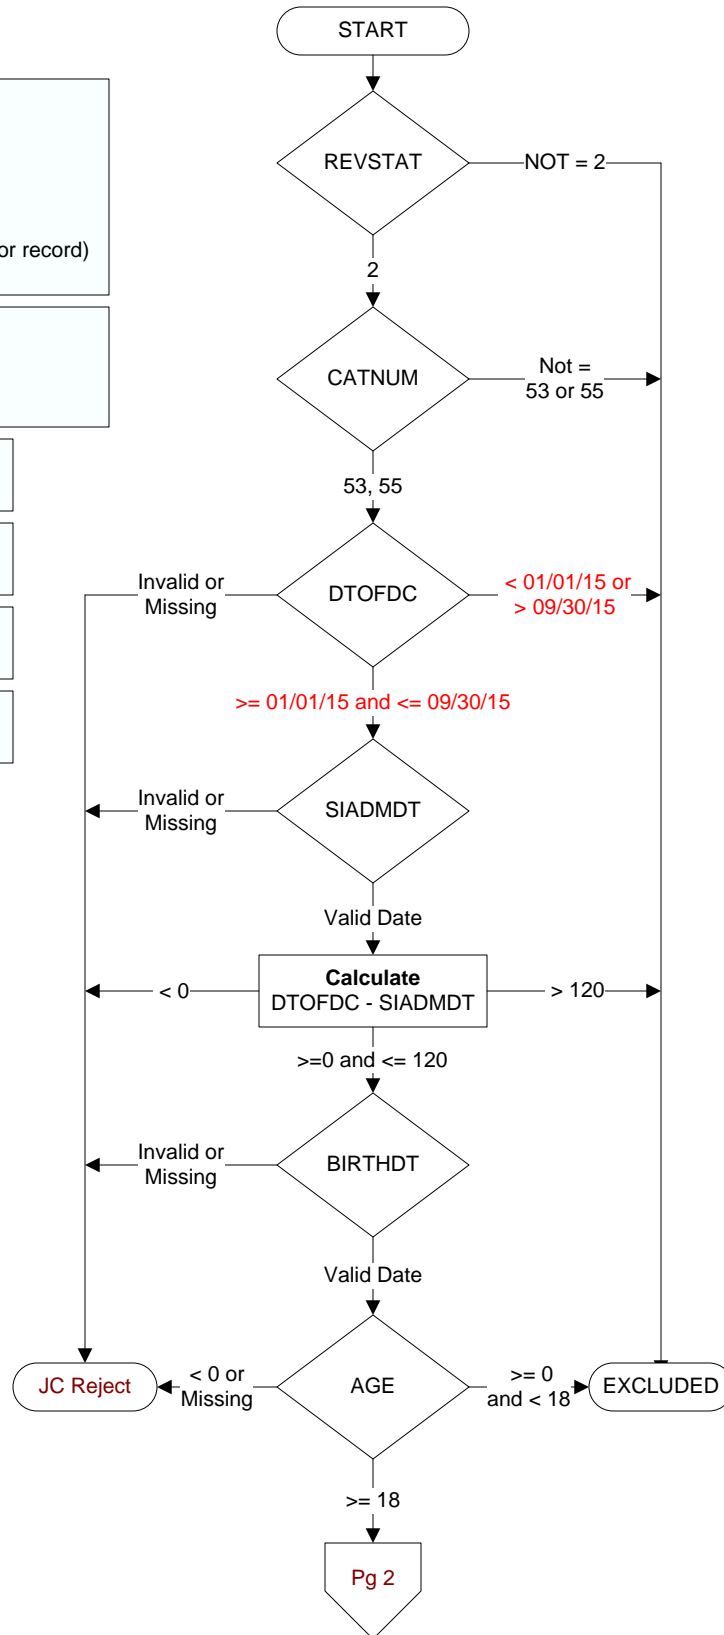 START
REVSTAT
NOT = 2
or record)
2
CATNUM
Not =
53 or 55
53, 55
Invalid or
Missing
DTOFDC
< 01/01/15 or
> 09/30/15
>= 01/01/15 and <= 09/30/15
Invalid or
Missing
SIADMDT
Valid Date
< 0
Calculate
DTOFDC - SIADMDT
> 120
>=0 and <= 120
Invalid or
Missing
BIRTHDT
Valid Date
JC Reject
< 0 or
Missing
AGE
>= 0
and < 18
EXCLUDED
>= 18
Pg 2